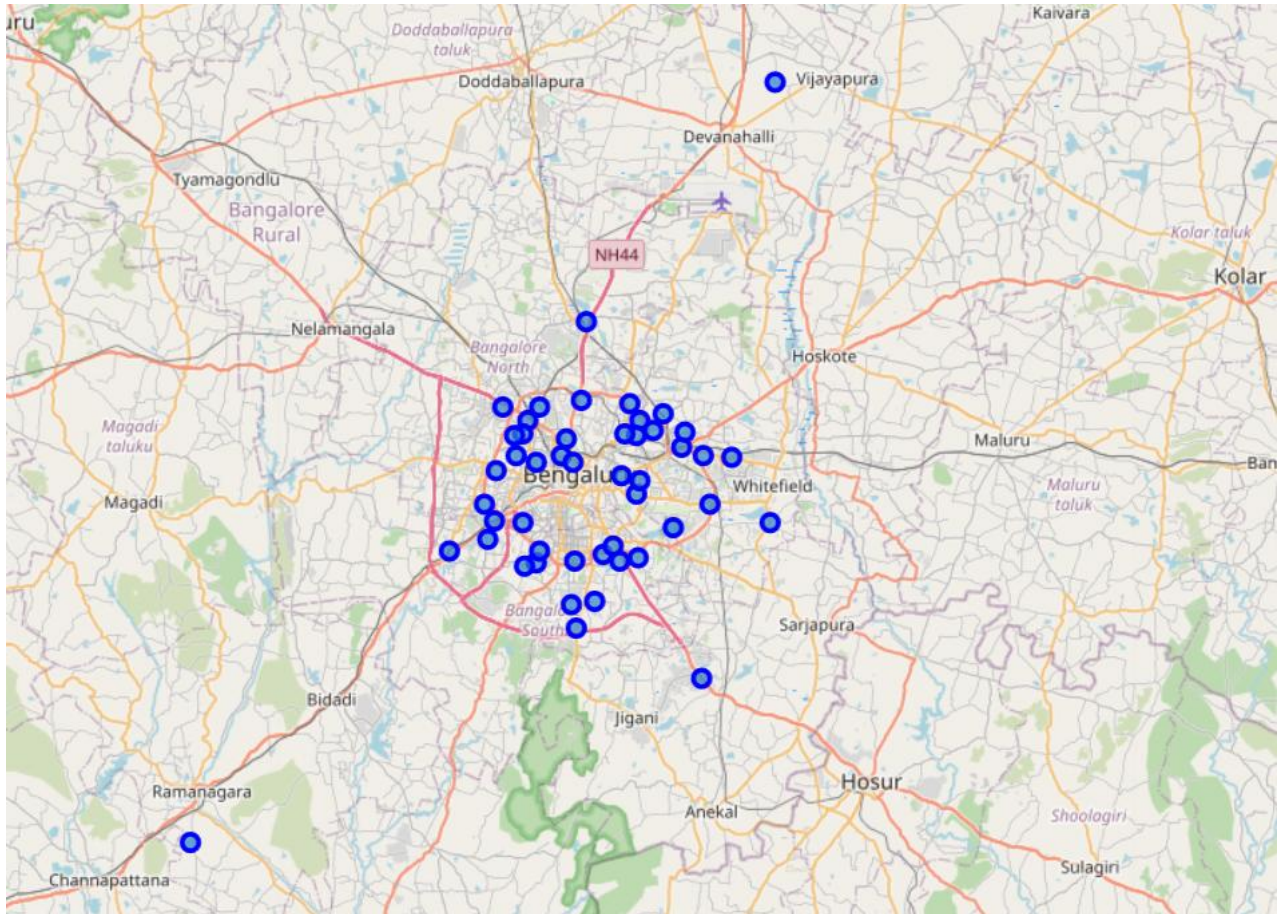 uru
Kaivara
Doddaballapura
taluk
Doddaballapura
Vijayapura
Devanahalli
Tyamagondlu
Bangalore
Rural
Kolar taluk
NH44
Kolar
Nelamangala
Bangalore
North
Hoskote
Magadi
taluku
Maluru
Ban
Bengalu
Whitefield
Maluru
taluk
Magadi
Bangalo
South
Sarjapura
Bidadi
Jigani
Ramanagara
Hosur
Anekal
Shoolagiri
Channapattana
Sulagiri